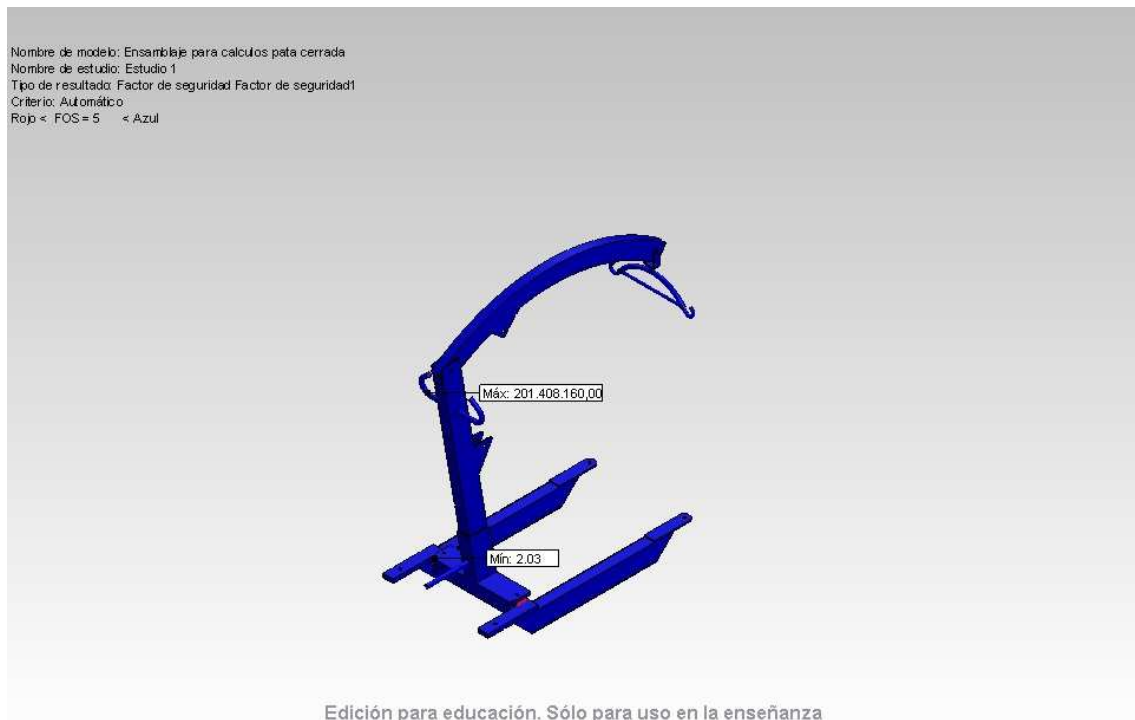 Nombre de modelo: Ensamblaje para calculos pata cerrada
Nombre de estudio: Estudio 1
Tipo de resultado: Factor de seguridad Factor de seguridad1
Criterio: Automático
Rojo < FOS = 5 < Azul
Máx: 201.408.160,00
Mín: 2.03
Edición para educación. Sólo para uso en la enseñanza